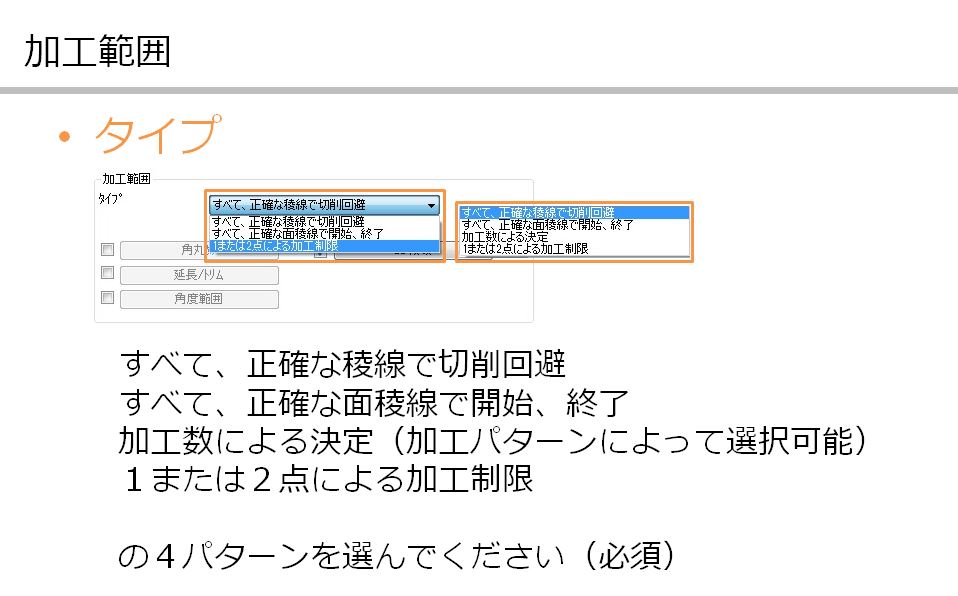 加工範囲
• タイプ
加工範囲
タイプ
すべて、正確な稜線で切削回避
すべて、正確な稜線で切削回避
すべて、正確な面稜線で開始、終了
1または2点による加工制限
すべて、正確な稜線で切削回避
すべて、正確な面稜線で開始、終了
加工数による決定
1または2点による加工制限
角丸
延長/トリム
角度範囲
すべて、正確な稜線で切削回避
すべて、正確な面稜線で開始、終了
加工数による決定（加工パターンによって選択可能）
１または２点による加工制限
の４パターンを選んでください（必須）